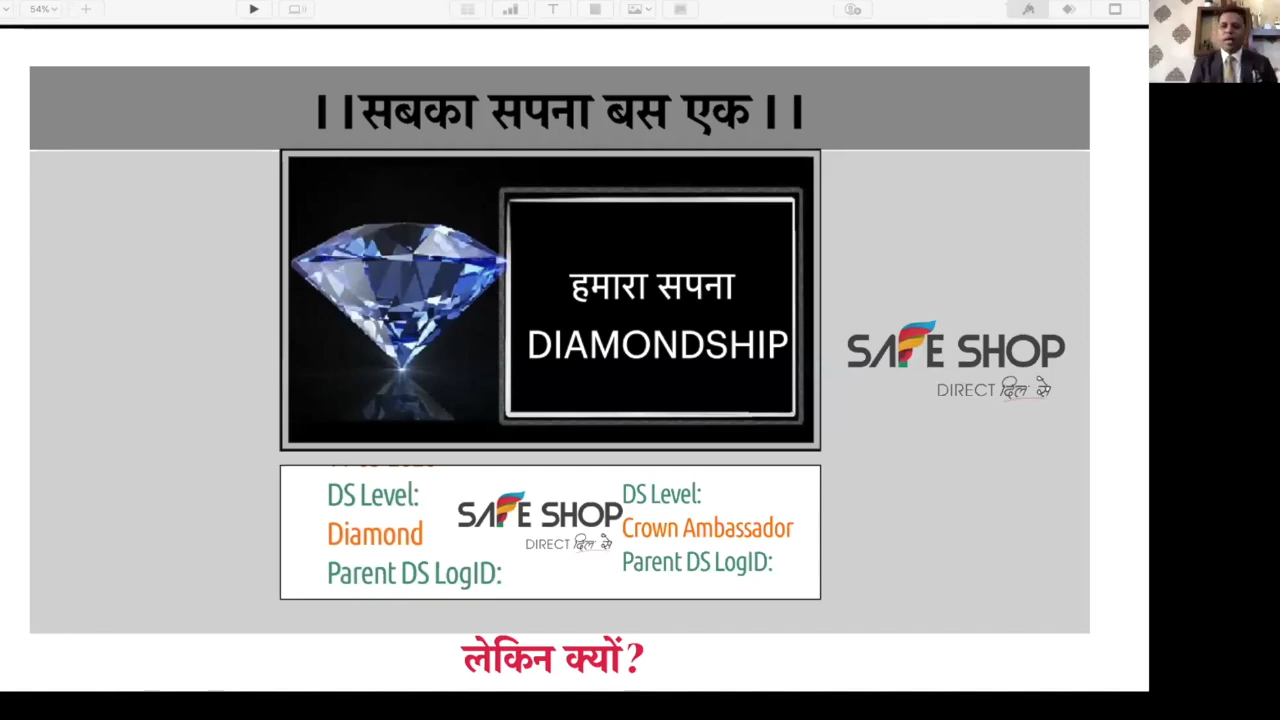 54%
।।सबका सपना बस एक।।
हमारा सपना
DIAMONDSHIP
SAFE SHOP
DIRECT दिल से
DS Level:
Diamond
Parent DS LogID:
SAFE SHOP
DIRECT दिल से
DS Level:
Crown Ambassador
Parent DS LogID:
लेकिन क्यों?